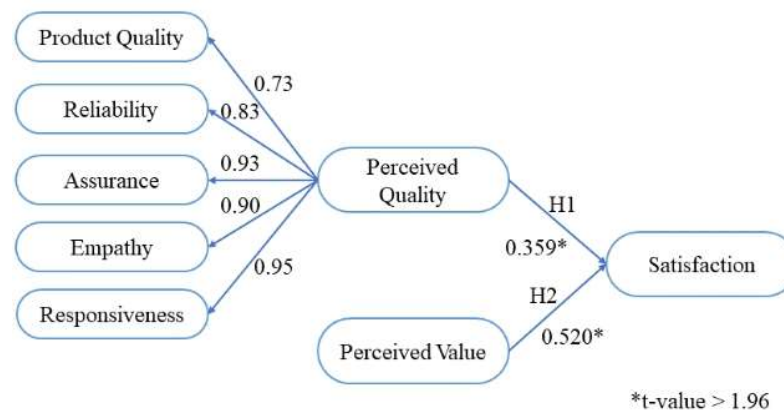 Product Quality
0.73
Reliability
0.83
Assurance
0.93
Perceived
Quality
Empathy
0.90
Responsiveness
0.95
H1
0.359*
Satisfaction
H2
0.520*
Perceived Value
*t-value > 1.96